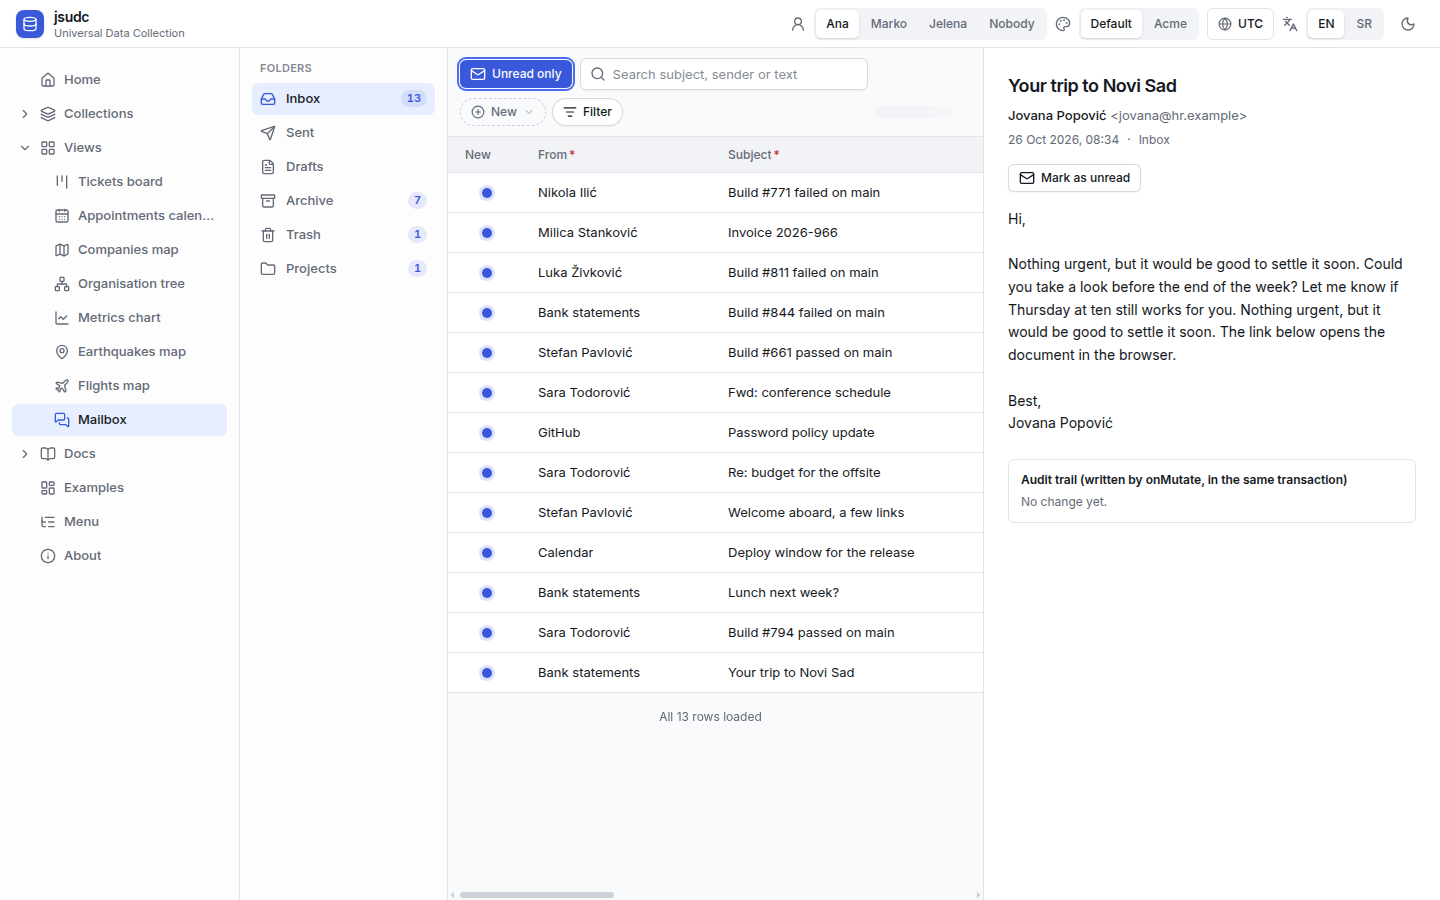 jsudc
Universal Data Collection
Ana
Marko
Jelena
Nobody
Default
Acme
UTC
EN
SR
Home
Collections
Views
Tickets board
Appointments calen...
Companies map
Organisation tree
Metrics chart
Earthquakes map
Flights map
Mailbox
Docs
Examples
Menu
About
FOLDERS
Inbox 13
Sent
Drafts
Archive 7
Trash 1
Projects 1
Unread only
Search subject, sender or text
New
Filter
New From* Subject*
Nikola Ilić Build #771 failed on main
Milica Stanković Invoice 2026-966
Luka Živković Build #811 failed on main
Bank statements Build #844 failed on main
Stefan Pavlović Build #661 passed on main
Sara Todorović Fwd: conference schedule
GitHub Password policy update
Sara Todorović Re: budget for the offsite
Stefan Pavlović Welcome aboard, a few links
Calendar Deploy window for the release
Bank statements Lunch next week?
Sara Todorović Build #794 passed on main
Bank statements Your trip to Novi Sad
All 13 rows loaded
Your trip to Novi Sad
Jovana Popović <jovana@hr.example>
26 Oct 2026, 08:34 · Inbox
Mark as unread
Hi,
Nothing urgent, but it would be good to settle it soon. Could
you take a look before the end of the week? Let me know if
Thursday at ten still works for you. Nothing urgent, but it
would be good to settle it soon. The link below opens the
document in the browser.
Best,
Jovana Popović
Audit trail (written by onMutate, in the same transaction)
No change yet.